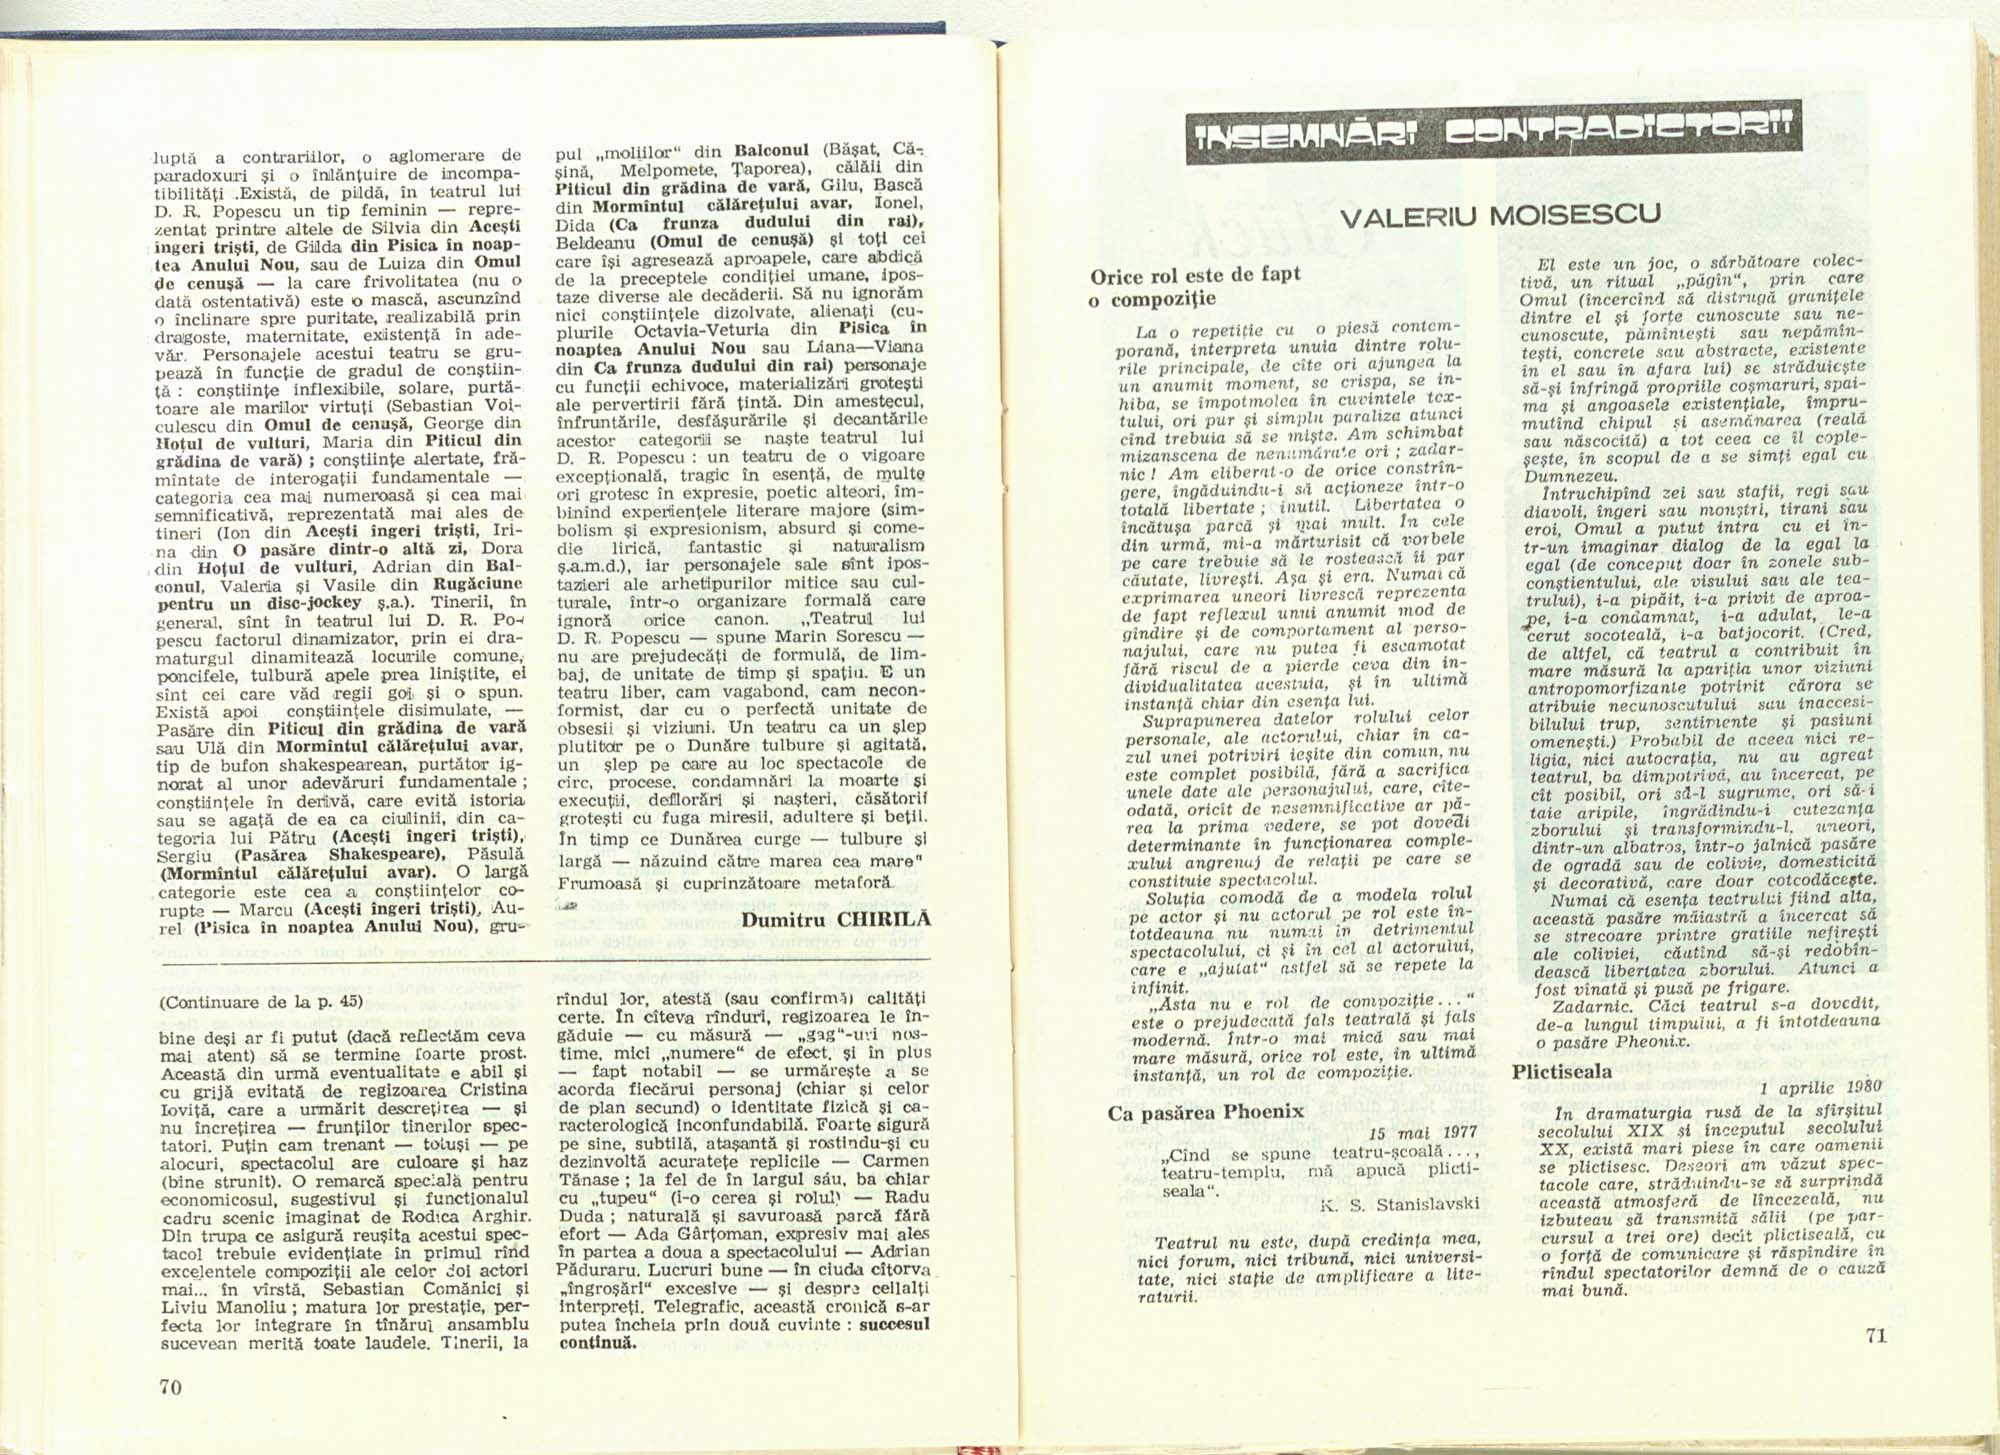 luptă a contrariilor, o aglomerare de
paradoxuri și o înlănțuire de incompa-
tibilități .Există, de pildă, în teatrul lui
D. R. Popescu un tip feminin — repre-
zentat printre altele de Silvia din Acești
îngeri triști, de Gilda din Pisica în noap-
tea Anului Nou, sau de Luiza din Omul
de cenușă — la care frivolitatea (nu o
dată ostentativă) este o mască, ascunzînd
o înclinare spre puritate, realizabilă prin
dragoste, maternitate, existență în ade-
văr. Personajele acestui teatru se gru-
pează în funcție de gradul de conștiin-
ță : conștiințe inflexibile, solare, purtă-
toare ale marilor virtuți (Sebastian Voi-
culescu din Omul de cenușă, George din
Hoțul de vulturi, Maria din Piticul din
grădina de vară) ; conștiințe alertate, fră-
mîntate de interogații fundamentale —
categoria cea mai numeroasă și cea mai
semnificativă, reprezentată mai ales de
tineri (Ion din Acești îngeri triști, Iri-
na din O pasăre dintr-o altă zi, Dora
din Hoțul de vulturi, Adrian din Bal-
conul, Valeria și Vasile din Rugăciune
pentru un disc-jockey ș.a.). Tinerii, în
general, sînt în teatrul lui D. R. Po-
pescu factorul dinamizator, prin ei dra-
maturgul dinamitează locurile comune,
poncifele, tulbură apele prea liniștite, ei
sînt cei care văd regii goi și o spun.
Există apoi conștiințele disimulate, —
Pasăre din Piticul din grădina de vară
sau Ulă din Mormîntul călărețului avar,
tip de bufon shakespearean, purtător ig-
norat al unor adevăruri fundamentale ;
conștiințele în derivă, care evită istoria
sau se agață de ea ca ciulinii, din ca-
tegoria lui Pătru (Acești îngeri triști),
Sergiu (Pasărea Shakespeare), Păsulă
(Mormîntul călărețului avar). O largă
categorie este cea a conștiințelor co-
rupte — Marcu (Acești îngeri triști), Au-
rel (Pisica în noaptea Anului Nou), gru-
pul „moliilor“ din Balconul (Bășat, Că-
șină, Melpomete, Țaporea), călăii din
Piticul din grădina de vară, Gilu, Bască
din Mormîntul călărețului avar, Ionel,
Dida (Ca frunza dudului din rai),
Beldeanu (Omul de cenușă) și toți cei
care își agresează aproapele, care abdică
de la preceptele condiției umane, ipos-
taze diverse ale decăderii. Să nu ignorăm
nici conștiințele dizolvate, alienați (cu-
plurile Octavia-Veturia din Pisica în
noaptea Anului Nou sau Liana—Viana
din Ca frunza dudului din rai) personaje
cu funcții echivoce, materializări grotești
ale pervertirii fără țintă. Din amestecul,
înfruntările, desfășurările și decantările
acestor categorii se naște teatrul lui
D. R. Popescu : un teatru de o vigoare
excepțională, tragic în esență, de multe
ori grotesc în expresie, poetic alteori, îm-
binînd experiențele literare majore (sim-
bolism și expresionism, absurd și come-
die lirică, fantastic și naturalism
ș.a.m.d.), iar personajele sale sînt ipos-
tazieri ale arhetipurilor mitice sau cul-
turale, într-o organizare formală care
ignoră orice canon. „Teatrul lui
D. R. Popescu — spune Marin Sorescu —
nu are prejudecăți de formulă, de lim-
baj, de unitate de timp și spațiu. E un
teatru liber, cam vagabond, cam necon-
formist, dar cu o perfectă unitate de
obsesii și viziuni. Un teatru ca un șlep
plutitor pe o Dunăre tulbure și agitată,
un șlep pe care au loc spectacole de
circ, procese, condamnări la moarte și
execuții, deflorări și nașteri, căsătorii
grotești cu fuga miresii, adultere și beții.
În timp ce Dunărea curge — tulbure și
largă — năzuind către marea cea mare"
Frumoasă și cuprinzătoare metaforă.
Dumitru CHIRILĂ
(Continuare de la p. 45)
bine deși ar fi putut (dacă reflectăm ceva
mai atent) să se termine foarte prost.
Această din urmă eventualitate e abil și
cu grijă evitată de regizoarea Cristina
Ioviță, care a urmărit descrețirea — și
nu încrețirea — frunților tinerilor spec-
tatori. Puțin cam trenant — totuși — pe
alocuri, spectacolul are culoare și haz
(bine strunit). O remarcă specială pentru
economicosul, sugestivul și funcționalul
cadru scenic imaginat de Rodica Arghir.
Din trupa ce asigură reușita acestui spec-
tacol trebuie evidențiate în primul rînd
excelentele compoziții ale celor doi actori
mai... în vîrstă, Sebastian Comănici și
Liviu Manoliu ; matura lor prestație, per-
fecta lor integrare în tînărul ansamblu
sucevean merită toate laudele. Tinerii, la
rîndul lor, atestă (sau confirmă) calități
certe. În cîteva rînduri, regizoarea le în-
găduie — cu măsură — „gag“-uri nos-
time, mici „numere“ de efect, și în plus
— fapt notabil — se urmărește a se
acorda fiecărui personaj (chiar și celor
de plan secund) o identitate fizică și ca-
racterologică inconfundabilă. Foarte sigură
pe sine, subtilă, atașantă și rostindu-și cu
dezinvoltă acuratețe replicile — Carmen
Tănase ; la fel de în largul său, ba chiar
cu „tupeu“ (i-o cerea și rolul) — Radu
Duda ; naturală și savuroasă parcă fără
efort — Ada Gârțoman, expresiv mai ales
în partea a doua a spectacolului — Adrian
Păduraru. Lucruri bune — în ciuda cîtorva
„îngroșări“ excesive — și despre ceilalți
interpreți. Telegrafic, această cronică s-ar
putea încheia prin două cuvinte : succesul
continuă.
70
INSEMNĂRI CONTRADICTORII
VALERIU MOISESCU
Orice rol este de fapt
o compoziție
La o repetiție cu o piesă contem-
porană, interpreta unuia dintre rolu-
rile principale, de cîte ori ajungea la
un anumit moment, se crispa, se in-
hiba, se împotmolea în cuvintele tex-
tului, ori pur și simplu paraliza atunci
cînd trebuia să se miște. Am schimbat
mizanscena de nenumărate ori ; zadar-
nic ! Am eliberat-o de orice constrîn-
gere, îngăduindu-i să acționeze într-o
totală libertate ; inutil. Libertatea o
încătușa parcă și mai mult. În cele
din urmă, mi-a mărturisit că vorbele
pe care trebuie să le rostească îi par
căutate, livrești. Așa și era. Numai că
exprimarea uneori livrescă reprezenta
de fapt reflexul unui anumit mod de
gîndire și de comportament al perso-
najului, care nu putea fi escamotat
fără riscul de a pierde ceva din in-
dividualitatea acestuia, și în ultimă
instanță chiar din esența lui.
Suprapunerea datelor rolului celor
personale, ale actorului, chiar în ca-
zul unei potriviri ieșite din comun, nu
este complet posibilă, fără a sacrifica
unele date ale personajului, care, cîte-
odată, oricît de nesemnificative ar pă-
rea la prima vedere, se pot dovedi
determinante în funcționarea comple-
xului angrenaj de relații pe care se
constituie spectacolul.
Soluția comodă de a modela rolul
pe actor și nu actorul pe rol este în-
totdeauna nu numai în detrimentul
spectacolului, ci și în cel al actorului,
care e „ajutat“ astfel să se repete la
infinit.
„Asta nu e rol de compoziție...“
este o prejudecată fals teatrală și fals
modernă. Într-o mai mică sau mai
mare măsură, orice rol este, în ultimă
instanță, un rol de compoziție.
Ca pasărea Phoenix
15 mai 1977
„Cînd se spune teatru-școală...,
teatru-templu, mă apucă plicti-
seala“.
K. S. Stanislavski
Teatrul nu este, după credința mea,
nici forum, nici tribună, nici universi-
tate, nici stație de amplificare a lite-
raturii.
El este un joc, o sărbătoare colec-
tivă, un ritual „păgîn“, prin care
Omul (încercînd să distrugă granițele
dintre el și forțe cunoscute sau ne-
cunoscute, pămîntești sau nepămîn-
tești, concrete sau abstracte, existente
în el sau în afara lui) se străduiește
să-și înfrîngă propriile coșmaruri, spai-
ma și angoasele existențiale, împru-
mutînd chipul și asemănarea (reală
sau născocită) a tot ceea ce îl cople-
șește, în scopul de a se simți egal cu
Dumnezeu.
Întruchipînd zei sau stafii, regi sau
diavoli, îngeri sau monștri, tirani sau
eroi, Omul a putut intra cu ei în-
tr-un imaginar dialog de la egal la
egal (de conceput doar în zonele sub-
conștientului, ale visului sau ale tea-
trului), i-a pipăit, i-a privit de aproa-
pe, i-a condamnat, i-a adulat, le-a
cerut socoteală, i-a batjocorit. (Cred,
de altfel, că teatrul a contribuit în
mare măsură la apariția unor viziuni
antropomorfizante potrivit cărora se
atribuie necunoscutului sau inaccesi-
bilului trup, sentimente și pasiuni
omenești.) Probabil de aceea nici re-
ligia, nici autocrația, nu au agreat
teatrul, ba dimpotrivă, au încercat, pe
cît posibil, ori să-l sugrume, ori să-i
taie aripile, îngrădindu-i cutezanța
zborului și transformîndu-l, uneori,
dintr-un albatros, într-o jalnică pasăre
de ogradă sau de colivie, domesticită
și decorativă, care doar cotcodăcește.
Numai că esența teatrului fiind alta,
această pasăre măiastră a încercat să
se strecoare printre gratiile nefirești
ale coliviei, căutînd să-și redobîn-
dească libertatea zborului. Atunci a
fost vînată și pusă pe frigare.
Zadarnic. Căci teatrul s-a dovedit,
de-a lungul timpului, a fi întotdeauna
o pasăre Pheonix.
Plictiseala
1 aprilie 1980
În dramaturgia rusă de la sfîrșitul
secolului XIX și începutul secolului
XX, există mari piese în care oamenii
se plictisesc. Deseori am văzut spec-
tacole care, străduindu-se să surprindă
această atmosferă de lîncezeală, nu
izbuteau să transmită sălii (pe par-
cursul a trei ore) decît plictiseală, cu
o forță de comunicare și răspîndire în
rîndul spectatorilor demnă de o cauză
mai bună.
71